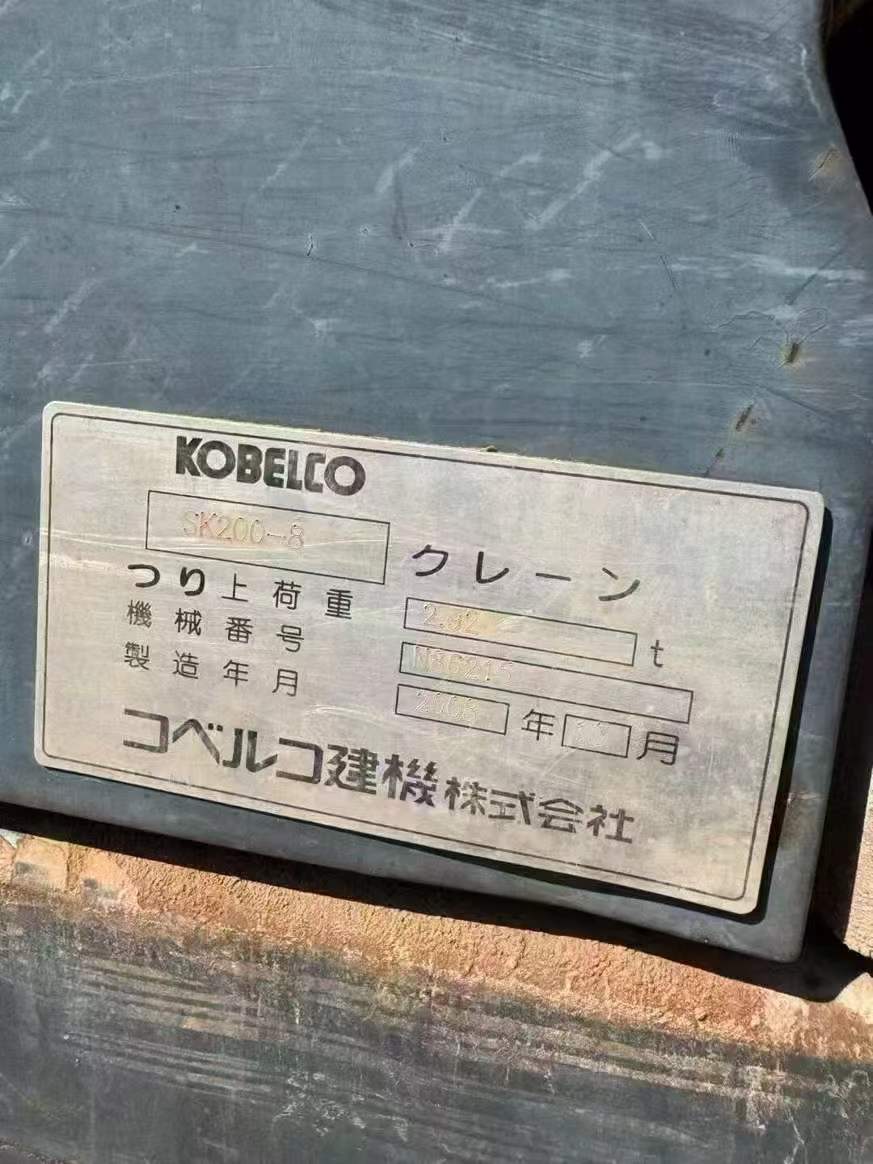 KOBELCO
SK200-8 クレーン
つり上荷重 2.92 t
機械番号
製造年月 2008 年 月
コベルコ建機株式会社